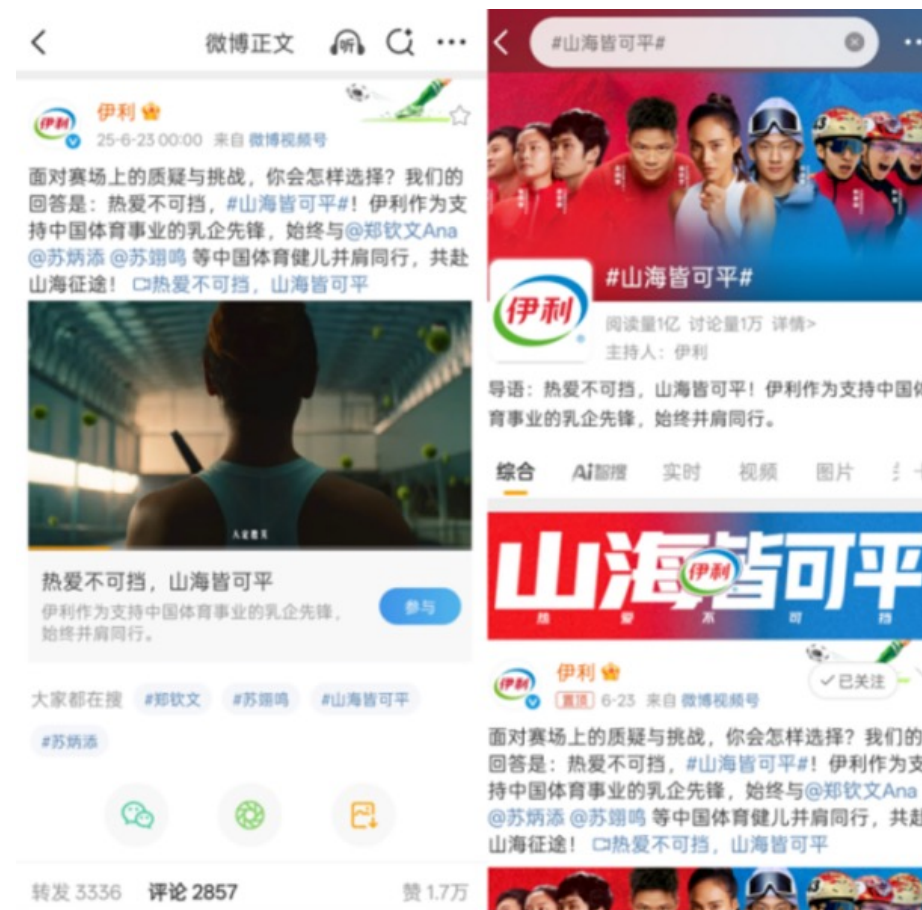 微博正文
听
伊利
伊利
25-6-23 00:00 来自 微博视频号
面对赛场上的质疑与挑战，你会怎样选择？我们的
回答是：热爱不可挡，#山海皆可平#！伊利作为支
持中国体育事业的乳企先锋，始终与@郑钦文Ana
@苏炳添 @苏翊鸣 等中国体育健儿并肩同行，共赴
山海征途！ 热爱不可挡，山海皆可平
热爱不可挡，山海皆可平
伊利作为支持中国体育事业的乳企先锋，
始终并肩同行。
参与
大家都在搜 #郑钦文 #苏翊鸣 #山海皆可平
#苏炳添
转发 3336 评论 2857 赞 1.7万
#山海皆可平#
#山海皆可平#
伊利
阅读量1亿 讨论量1万 详情>
主持人：伊利
导语：热爱不可挡，山海皆可平！伊利作为支持中国体
育事业的乳企先锋，始终并肩同行。
综合 Ai智搜 实时 视频 图片
山海皆可平
伊利
热爱不可挡
伊利
伊利
已关注
置顶 6-23 来自 微博视频号
面对赛场上的质疑与挑战，你会怎样选择？我们的
回答是：热爱不可挡，#山海皆可平#！伊利作为支
持中国体育事业的乳企先锋，始终与@郑钦文Ana
@苏炳添 @苏翊鸣 等中国体育健儿并肩同行，共赴
山海征途！ 热爱不可挡，山海皆可平